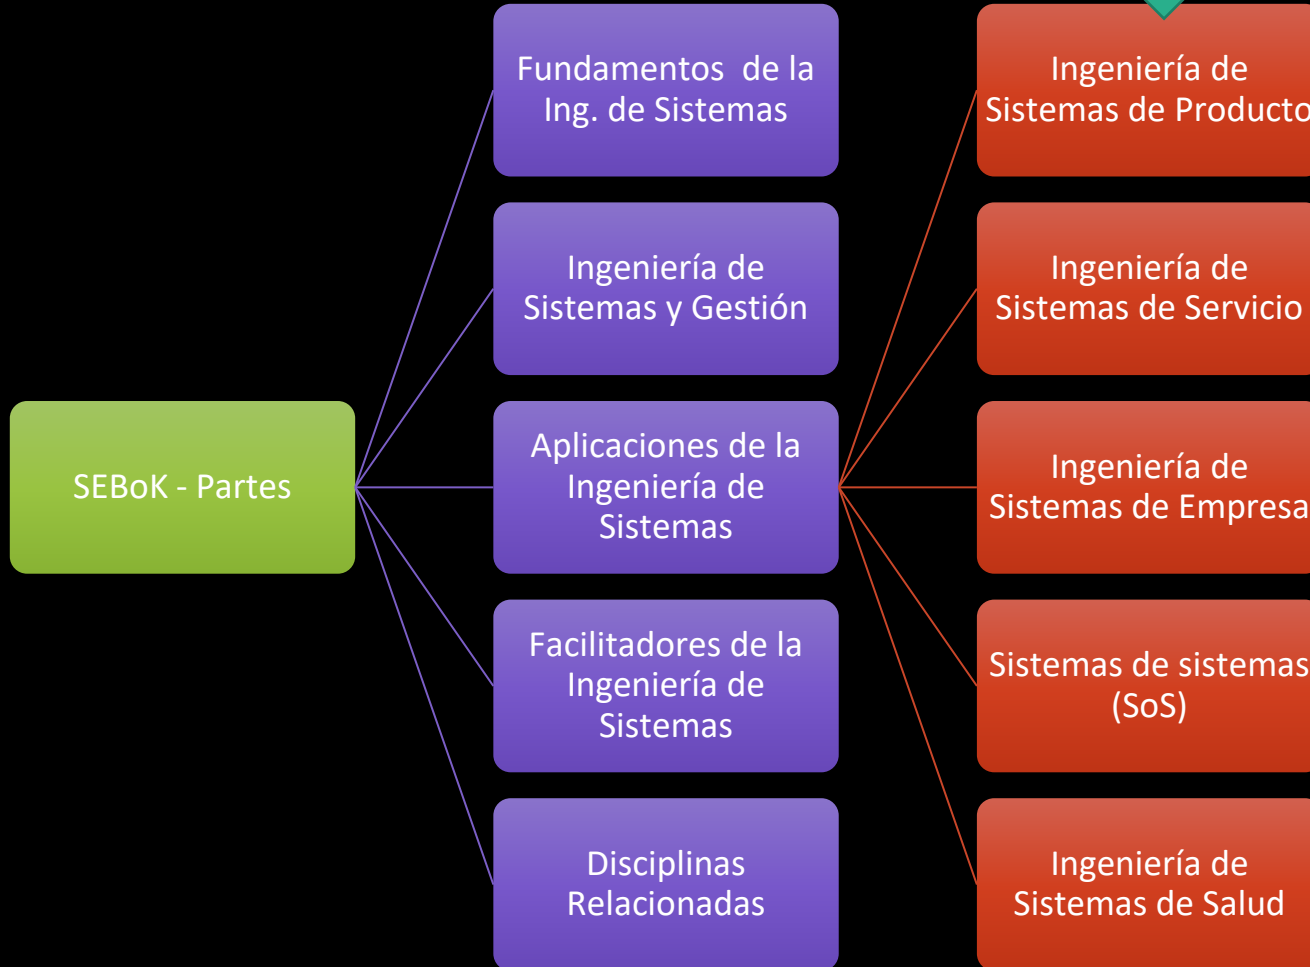 SEBoK - Partes
Fundamentos de la
Ing. de Sistemas
Ingeniería de
Sistemas y Gestión
Aplicaciones de la
Ingeniería de
Sistemas
Facilitadores de la
Ingeniería de
Sistemas
Disciplinas
Relacionadas
Ingeniería de
Sistemas de Producto
Ingeniería de
Sistemas de Servicio
Ingeniería de
Sistemas de Empresa
Sistemas de sistemas
(SoS)
Ingeniería de
Sistemas de Salud